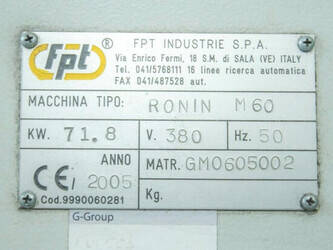 fpt ®
FPT INDUSTRIE S.P.A.
Via Enrico Fermi, 18 S.M. di SALA (VE) ITALY
Tel. 041/5768111 16 linee ricerca automatica
FAX 041/487528 aut.
MACCHINA TIPO: RONIN M60
KW. 71.8 V. 380 Hz. 50
CE ANNO 2005 MATR. GM0605002
Cod.9990060281 Kg.
G-Group